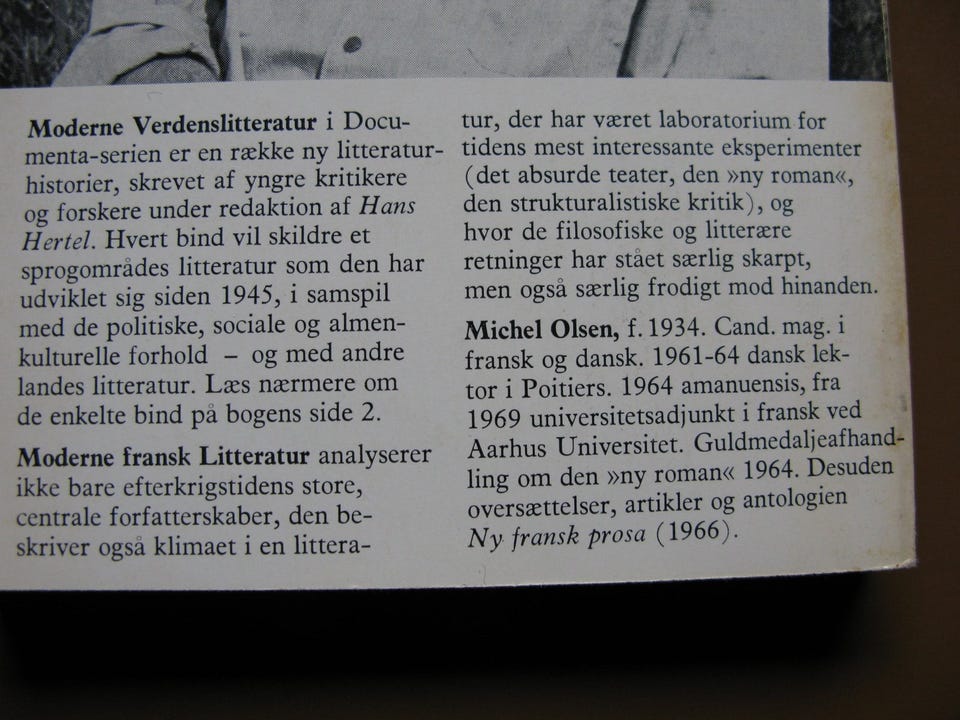 Moderne Verdenslitteratur i Docu-
menta-serien er en række ny litteratur-
historier, skrevet af yngre kritikere
og forskere under redaktion af Hans
Hertel. Hvert bind vil skildre et
sprogområdes litteratur som den har
udviklet sig siden 1945, i samspil
med de politiske, sociale og almen-
kulturelle forhold – og med andre
landes litteratur. Læs nærmere om
de enkelte bind på bogens side 2.
Moderne fransk Litteratur analyserer
ikke bare efterkrigstidens store,
centrale forfatterskaber, den be-
skriver også klimaet i en littera-
tur, der har været laboratorium for
tidens mest interessante eksperimenter
(det absurde teater, den »ny roman«,
den strukturalistiske kritik), og
hvor de filosofiske og litterære
retninger har stået særlig skarpt,
men også særlig frodigt mod hinanden.
Michel Olsen, f. 1934. Cand. mag. i
fransk og dansk. 1961-64 dansk lek-
tor i Poitiers. 1964 amanuensis, fra
1969 universitetsadjunkt i fransk ved
Aarhus Universitet. Guldmedaljeafhand-
ling om den »ny roman« 1964. Desuden
oversættelser, artikler og antologien
Ny fransk prosa (1966).